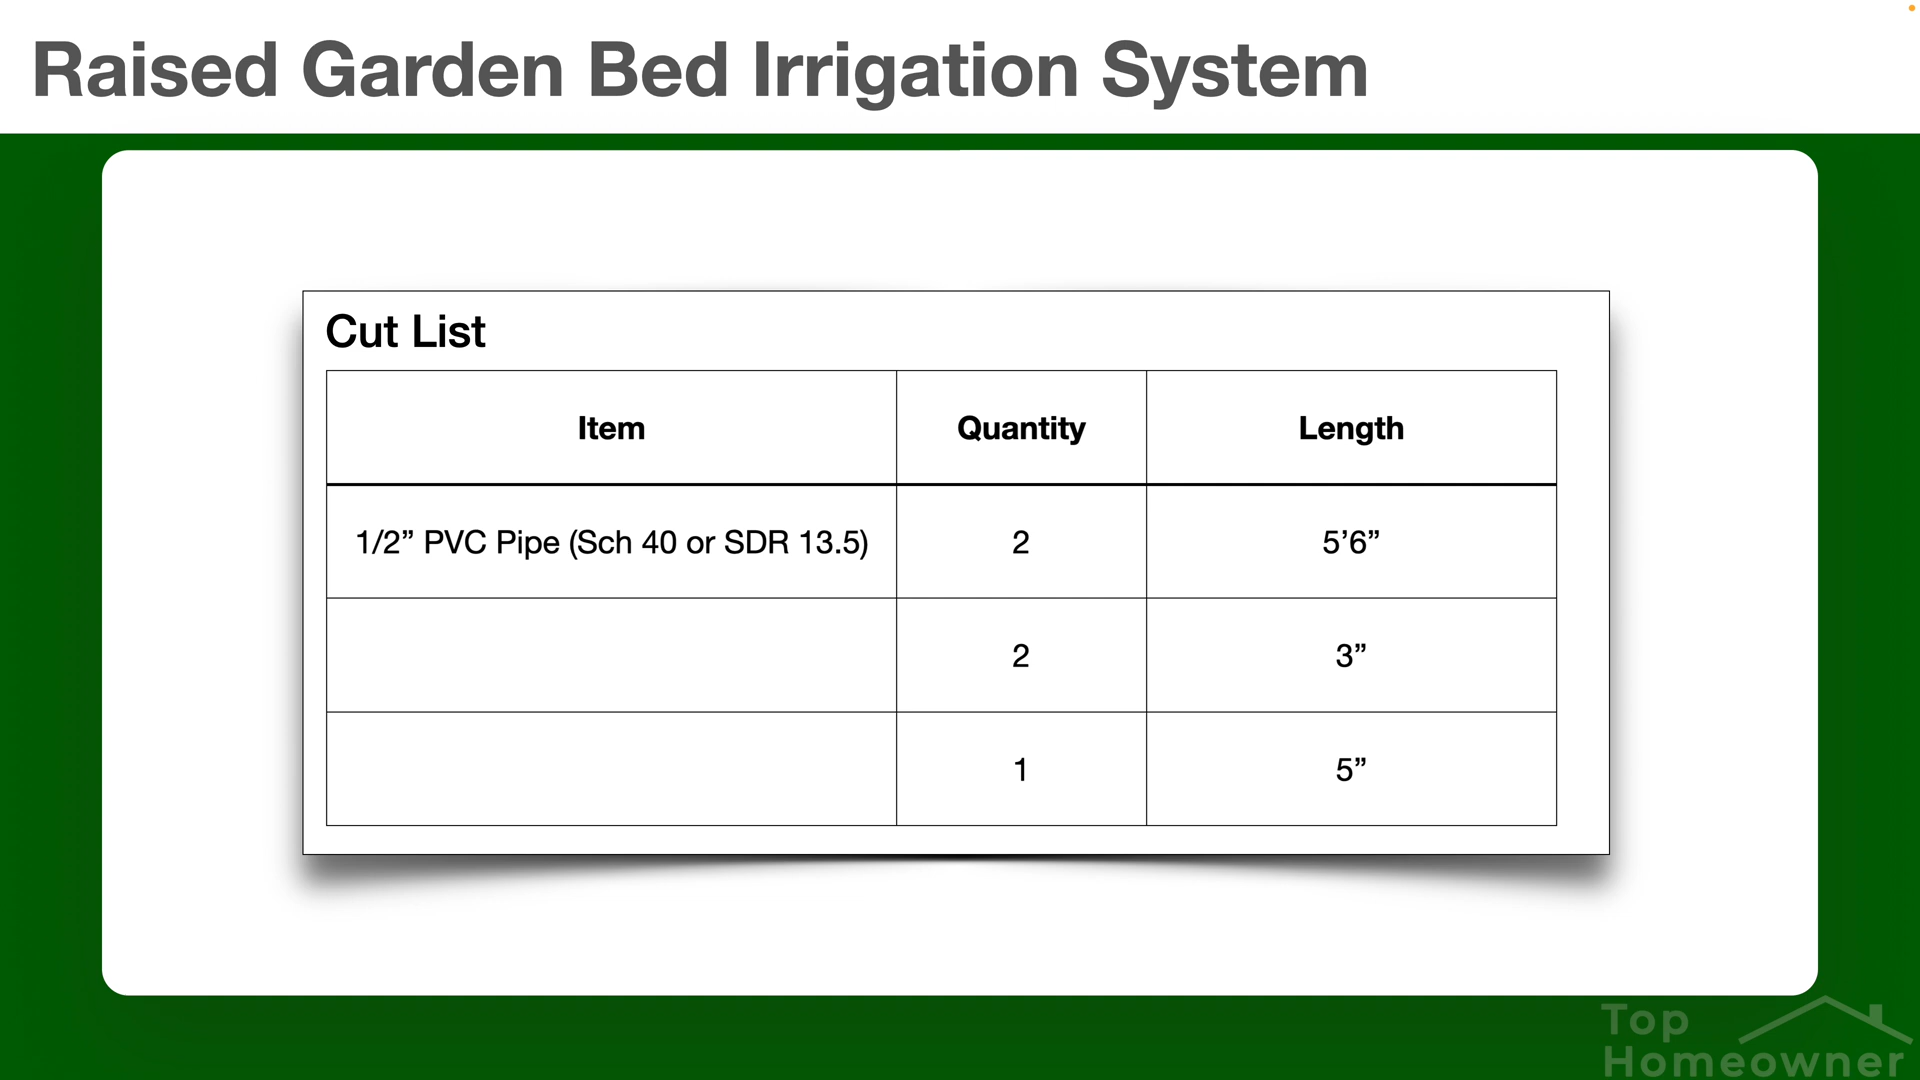 Raised Garden Bed Irrigation System
Cut List
Item Quantity Length
1/2” PVC Pipe (Sch 40 or SDR 13.5) 2 5’6”
2 3”
1 5”
Top
Homeowner